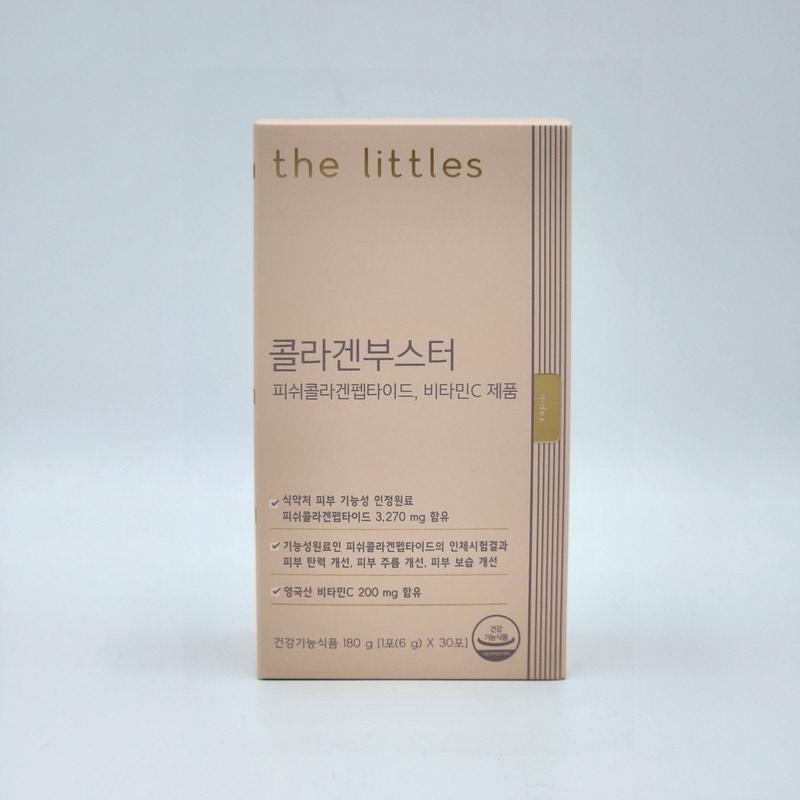 the littles
콜라겐부스터
피쉬콜라겐펩타이드, 비타민C 제품
index
식약처 피부 기능성 인정원료
피쉬콜라겐펩타이드 3,270 mg 함유
기능성원료인 피쉬콜라겐펩타이드의 인체시험결과
피부 탄력 개선, 피부 주름 개선, 피부 보습 개선
영국산 비타민C 200 mg 함유
건강기능식품 180 g [1포(6 g) X 30포]
건강
기능식품